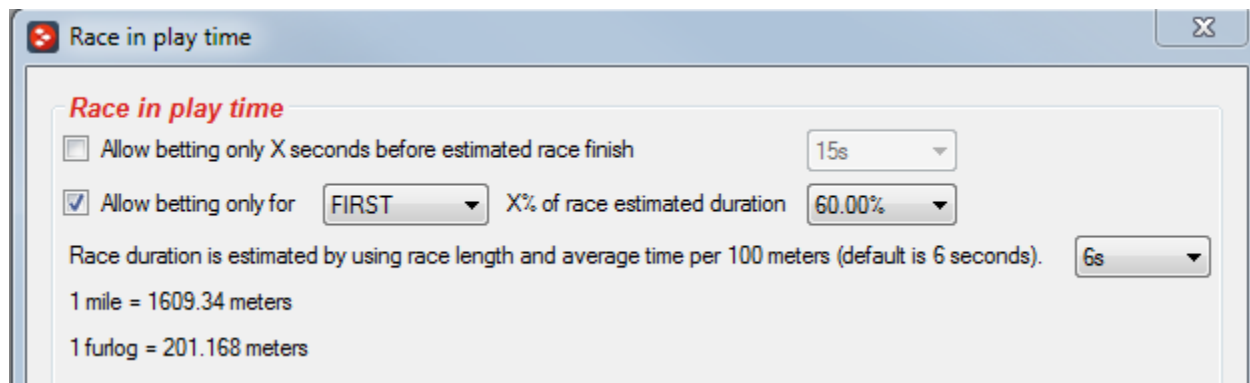 Race in play time
Race in play time
Allow betting only X seconds before estimated race finish 15s
Allow betting only for FIRST X% of race estimated duration 60.00%
Race duration is estimated by using race length and average time per 100 meters (default is 6 seconds). 6s
1 mile = 1609.34 meters
1 furlog = 201.168 meters